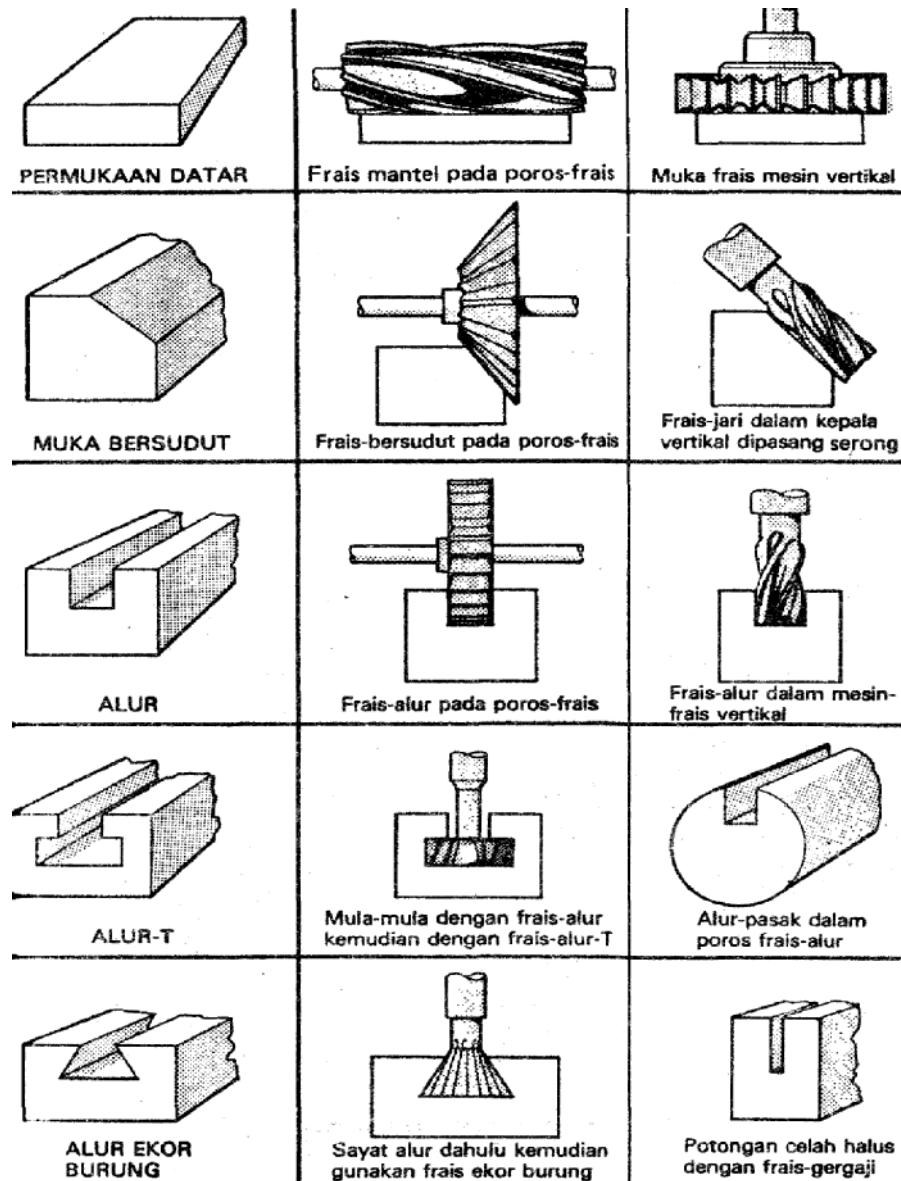 PERMUKAAN DATAR
Frais mantel pada poros-frais
Muka frais mesin vertikal
MUKA BERSUDUT
Frais-bersudut pada poros-frais
Frais-jari dalam kepala
vertikal dipasang serong
ALUR
Frais-alur pada poros-frais
Frais-alur dalam mesin-
frais vertikal
ALUR-T
Mula-mula dengan frais-alur
kemudian dengan frais-alur-T
Alur-pasak dalam
poros frais-alur
ALUR EKOR
BURUNG
Sayat alur dahulu kemudian
gunakan frais ekor burung
Potongan celah halus
dengan frais-gergaji